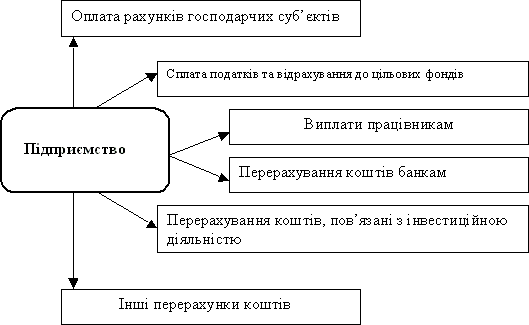 Оплата рахунків господарчих суб’єктів
Сплата податків та відрахування до цільових фондів
Виплати працівникам
Підприємство
Перерахування коштів банкам
Перерахування коштів, пов’язані з інвестиційною
діяльністю
Інші перерахунки коштів